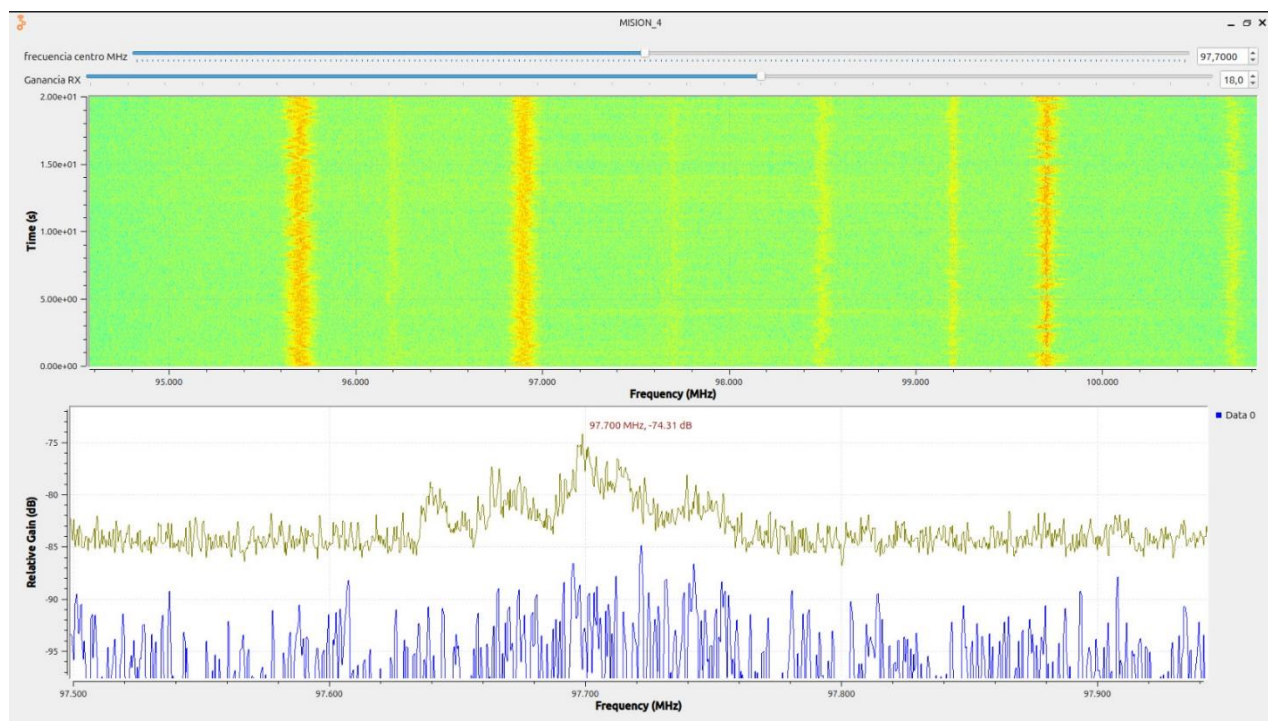 MISION_4
frecuencia centro MHz 97,7000
Ganancia RX 18,0
2.00e+01
1.50e+01
1.00e+01
5.00e+00
0.00e+00
Time (s)
95.000 96.000 97.000 98.000 99.000 100.000
Frequency (MHz)
97.700 MHz, -74.31 dB
Data 0
-75
-80
-85
-90
-95
Relative Gain (dB)
97.500 97.600 97.700 97.800 97.900
Frequency (MHz)